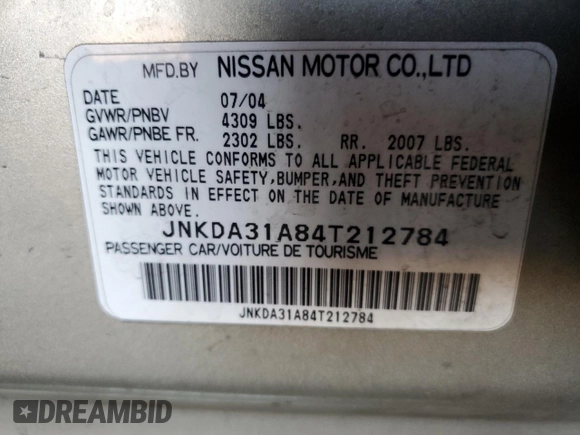 MFD.BY NISSAN MOTOR CO.,LTD
DATE 07/04
GVWR/PNBV 4309 LBS.
GAWR/PNBE FR. 2302 LBS. RR. 2007 LBS.
THIS VEHICLE CONFORMS TO ALL APPLICABLE FEDERAL
MOTOR VEHICLE SAFETY,BUMPER,AND THEFT PREVENTION
STANDARDS IN EFFECT ON THE DATE OF MANUFACTURE
SHOWN ABOVE.
JNKDA31A84T212784
PASSENGER CAR/VOITURE DE TOURISME
JNKDA31A84T212784
DREAMBID